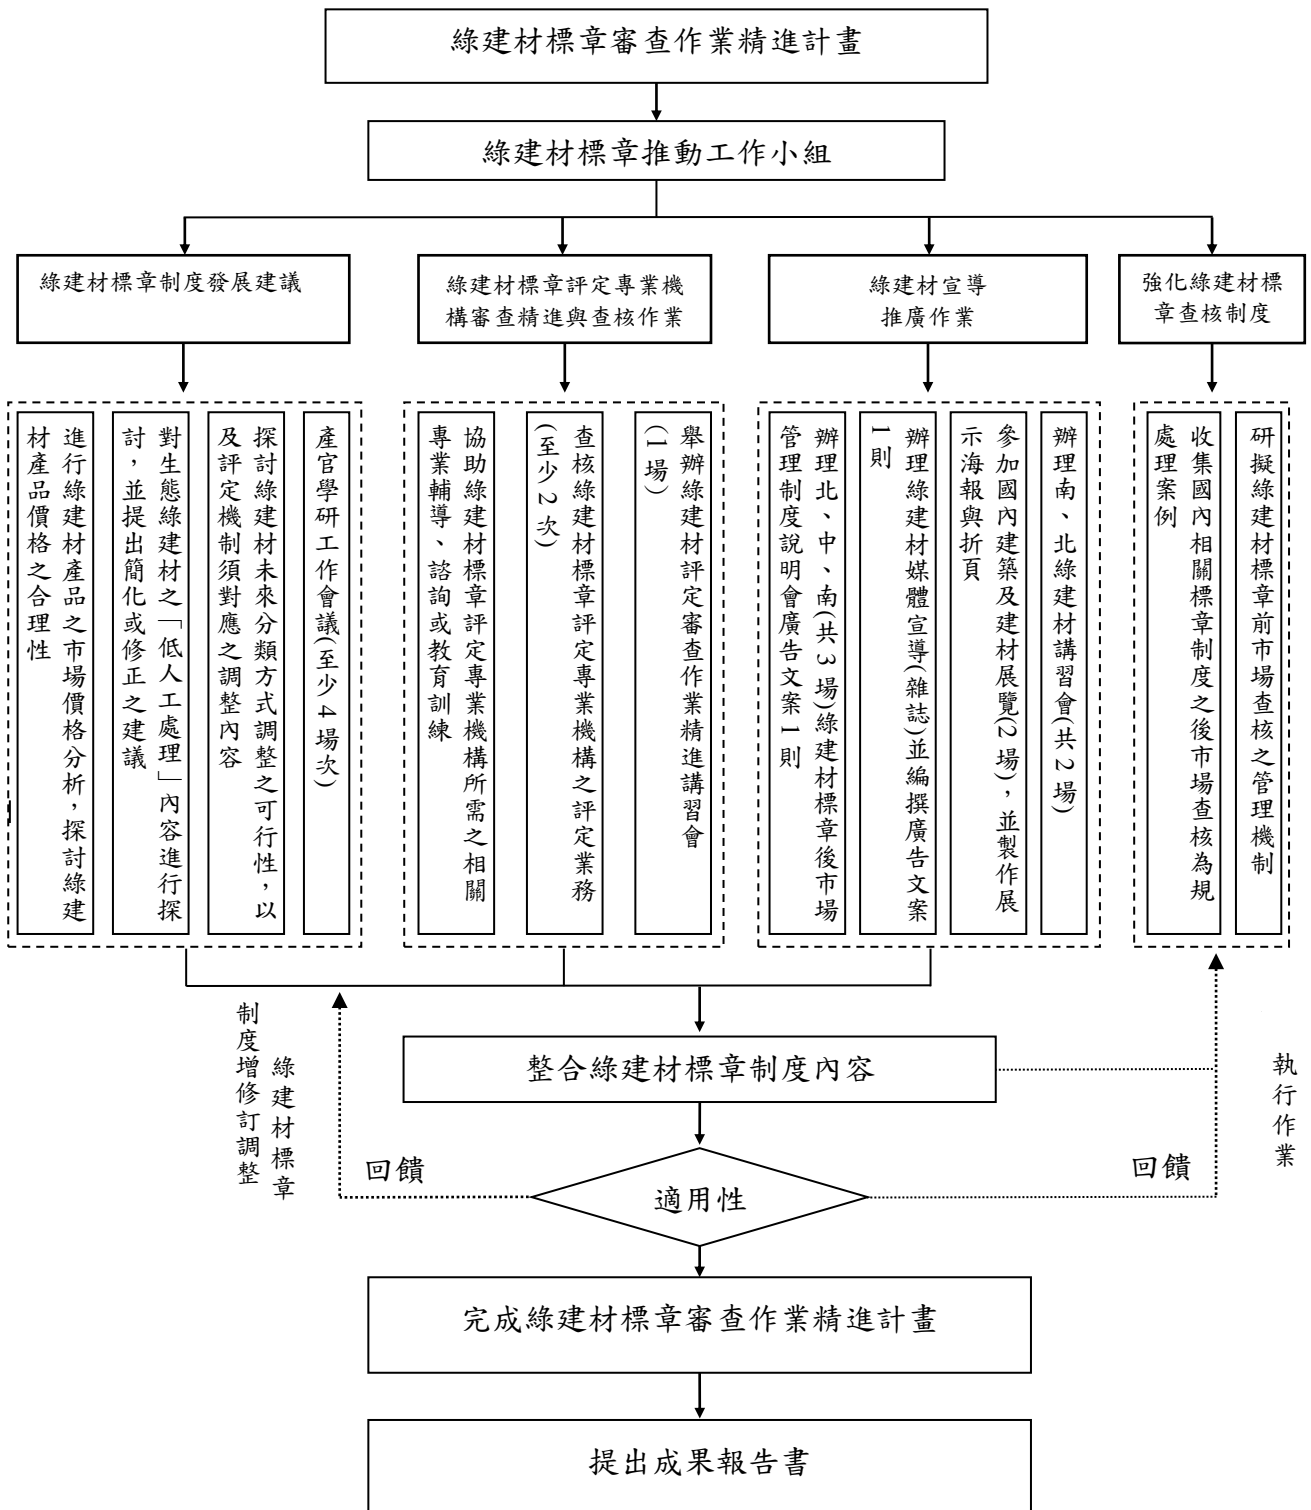 綠建材標章審查作業精進計畫
綠建材標章推動工作小組
綠建材標章制度發展建議
綠建材標章評定專業機
構審查精進與查核作業
綠建材宣導
推廣作業
強化綠建材標
章查核制度
產官學研工作會議(至少4場次)
探討綠建材未來分類方式調整之可行性，以
及評定機制須對應之調整內容
對生態綠建材之「低人工處理」內容進行探
討，並提出簡化或修正之建議
進行綠建材產品之市場價格分析，探討綠建
材產品價格之合理性
舉辦綠建材評定審查作業精進講習會
(1場)
查核綠建材標章評定專業機構之評定業務
(至少2次)
協助綠建材標章評定專業機構所需之相關
專業輔導、諮詢或教育訓練
辦理南、北綠建材講習會(共2場)
參加國內建築及建材展覽(2場)，並製作展
示海報與折頁
辦理綠建材媒體宣導(雜誌)並編撰廣告文案
1則
辦理北、中、南(共3場)綠建材標章後市場
管理制度說明會廣告文案1則
研擬綠建材標章前市場查核之管理機制
收集國內相關標章制度之後市場查核為規
處理案例
整合綠建材標章制度內容
綠建材標章
制度增修訂調整
執行作業
回饋
適用性
回饋
完成綠建材標章審查作業精進計畫
提出成果報告書